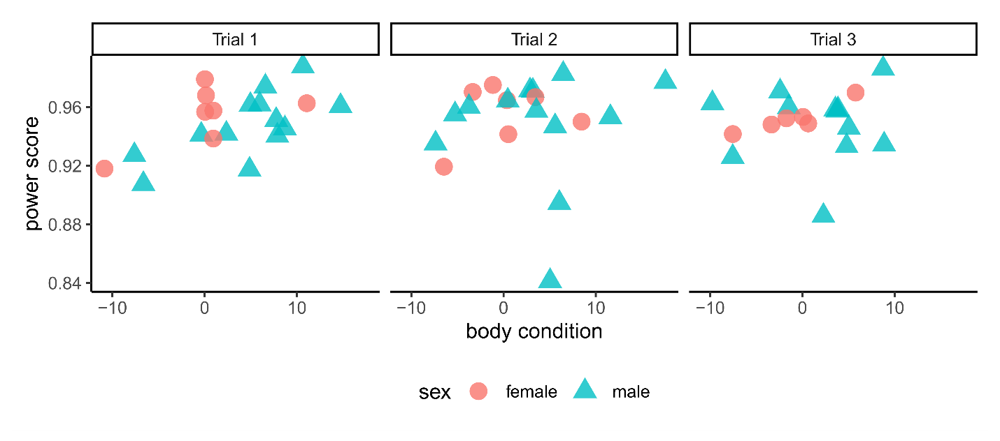 Trial 1 Trial 2 Trial 3
power score
0.96
0.92
0.88
0.84
−10 0 10 −10 0 10 −10 0 10
body condition
sex female male